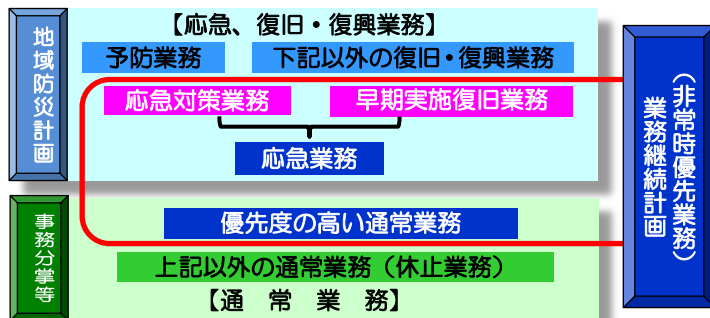 地域防災計画
【応急、復旧・復興業務】
予防業務
下記以外の復旧・復興業務
応急対策業務
早期実施復旧業務
応急業務
業務継続計画
(非常時優先業務)
事務分掌等
優先度の高い通常業務
上記以外の通常業務（休止業務）
【通　常　業　務】